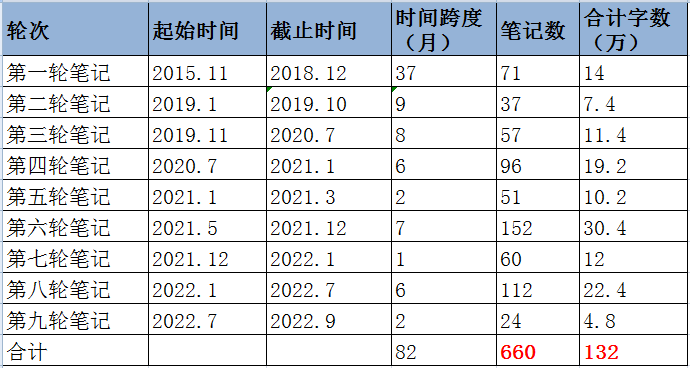 轮次 起始时间 截止时间 时间跨度（月） 笔记数 合计字数（万）
第一轮笔记 2015.11 2018.12 37 71 14
第二轮笔记 2019.1 2019.10 9 37 7.4
第三轮笔记 2019.11 2020.7 8 57 11.4
第四轮笔记 2020.7 2021.1 6 96 19.2
第五轮笔记 2021.1 2021.3 2 51 10.2
第六轮笔记 2021.5 2021.12 7 152 30.4
第七轮笔记 2021.12 2022.1 1 60 12
第八轮笔记 2022.1 2022.7 6 112 22.4
第九轮笔记 2022.7 2022.9 2 24 4.8
合计 82 660 132